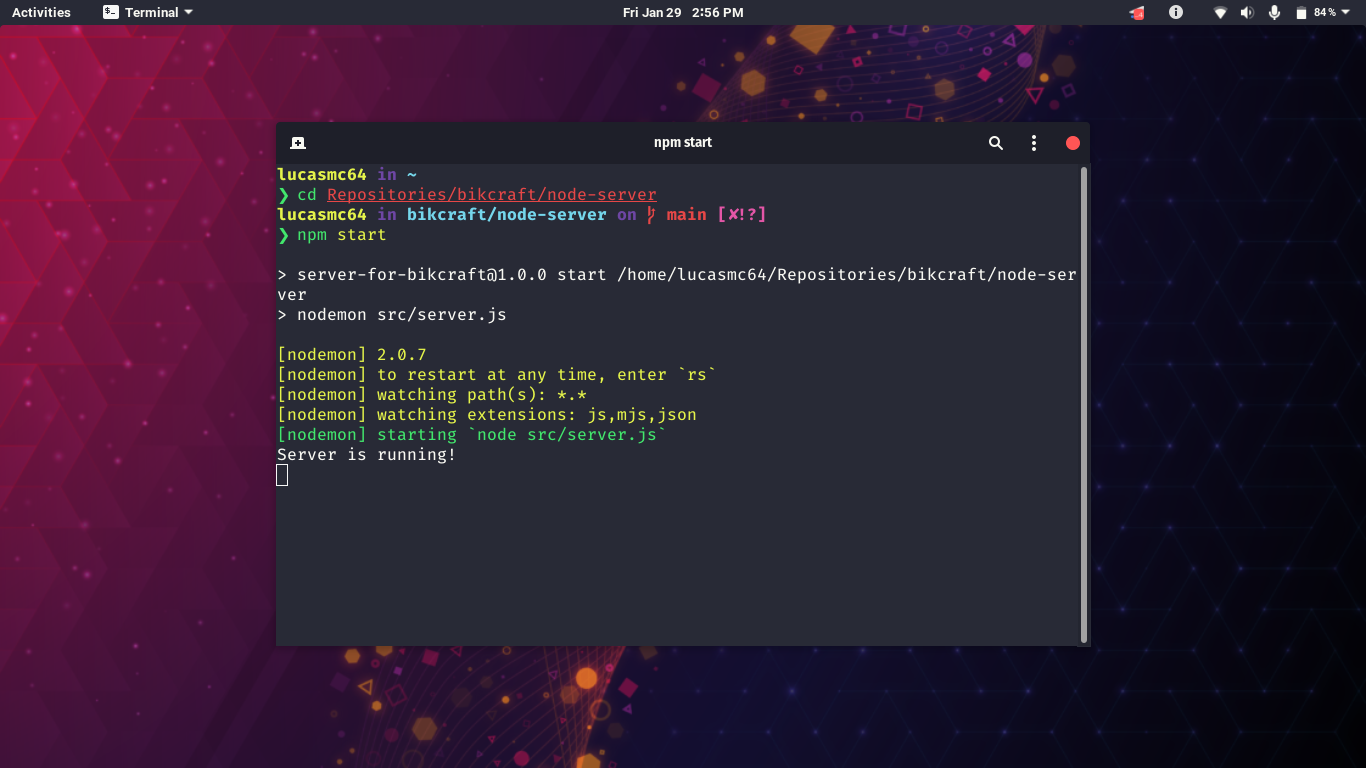 Activities Terminal Fri Jan 29 2:56 PM 84 %
npm start
lucasmc64 in ~
❯ cd Repositories/bikcraft/node-server
lucasmc64 in bikcraft/node-server on main [✘!?]
❯ npm start
> server-for-bikcraft@1.0.0 start /home/lucasmc64/Repositories/bikcraft/node-ser
ver
> nodemon src/server.js
[nodemon] 2.0.7
[nodemon] to restart at any time, enter `rs`
[nodemon] watching path(s): *.*
[nodemon] watching extensions: js,mjs,json
[nodemon] starting `node src/server.js`
Server is running!